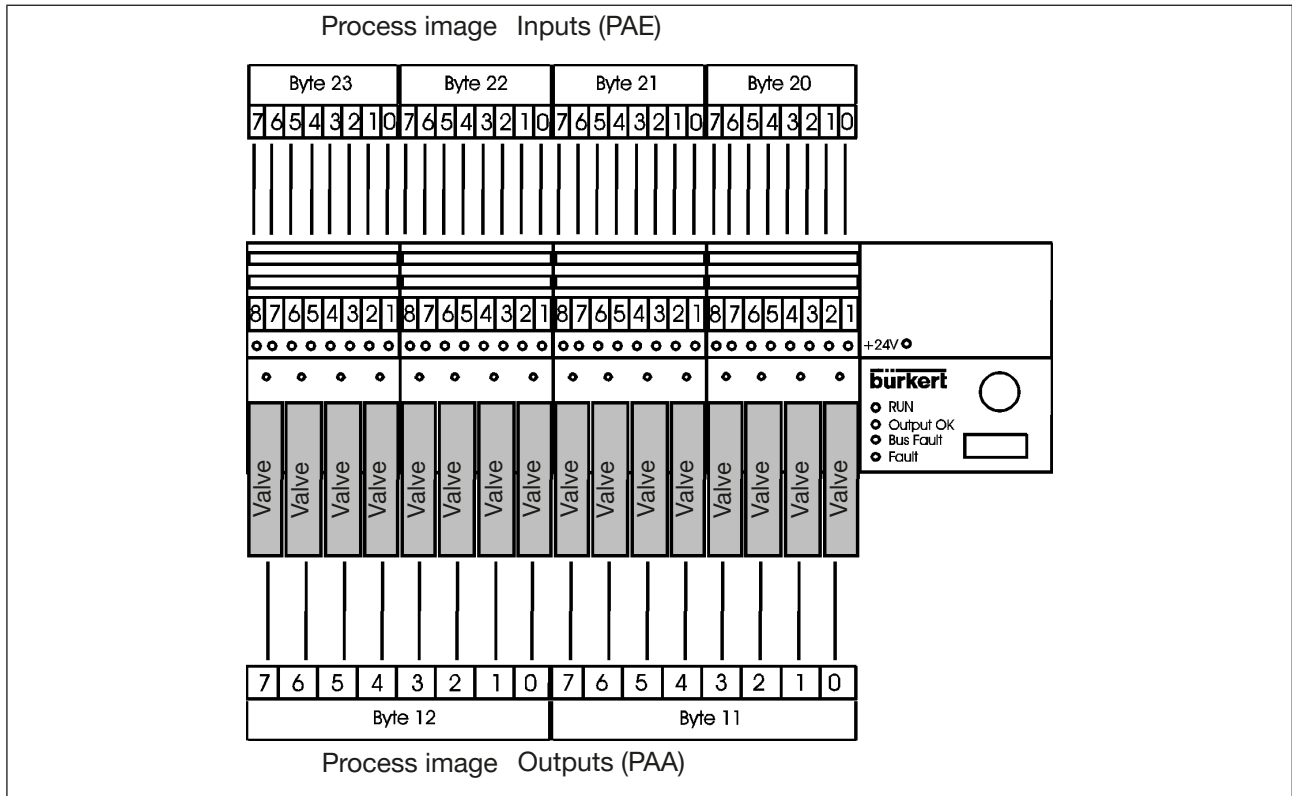 Process image Inputs (PAE)
Byte 23 Byte 22 Byte 21 Byte 20
7 6 5 4 3 2 1 0 7 6 5 4 3 2 1 0 7 6 5 4 3 2 1 0 7 6 5 4 3 2 1 0
8 7 6 5 4 3 2 1 8 7 6 5 4 3 2 1 8 7 6 5 4 3 2 1 8 7 6 5 4 3 2 1
+24V
bürkert
RUN
Output OK
Bus Fault
Fault
Valve Valve Valve Valve Valve Valve Valve Valve Valve Valve Valve Valve Valve Valve Valve Valve
7 6 5 4 3 2 1 0 7 6 5 4 3 2 1 0
Byte 12 Byte 11
Process image Outputs (PAA)